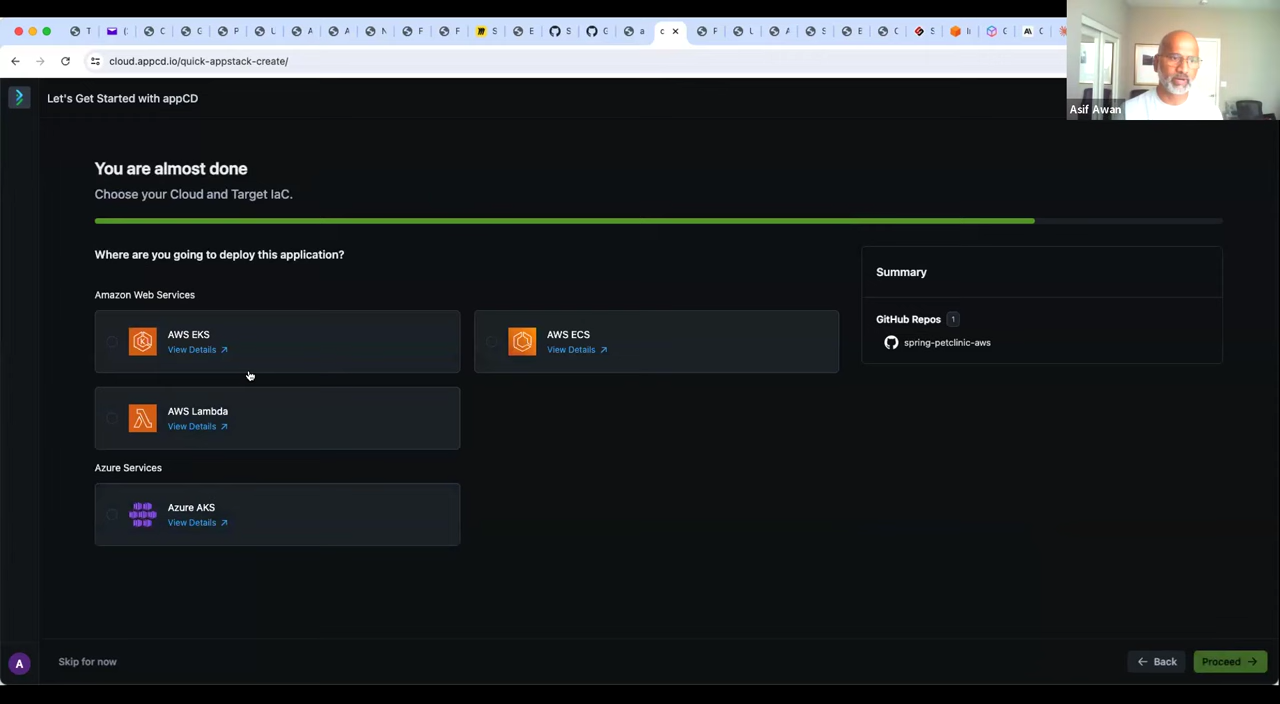 cloud.appcd.io/quick-appstack-create/
Asif Awan
Let's Get Started with appCD
You are almost done
Choose your Cloud and Target IaC.
Where are you going to deploy this application?
Summary
Amazon Web Services
GitHub Repos 1
AWS EKS
View Details
AWS ECS
View Details
spring-petclinic-aws
AWS Lambda
View Details
Azure Services
Azure AKS
View Details
A
Skip for now
Back
Proceed